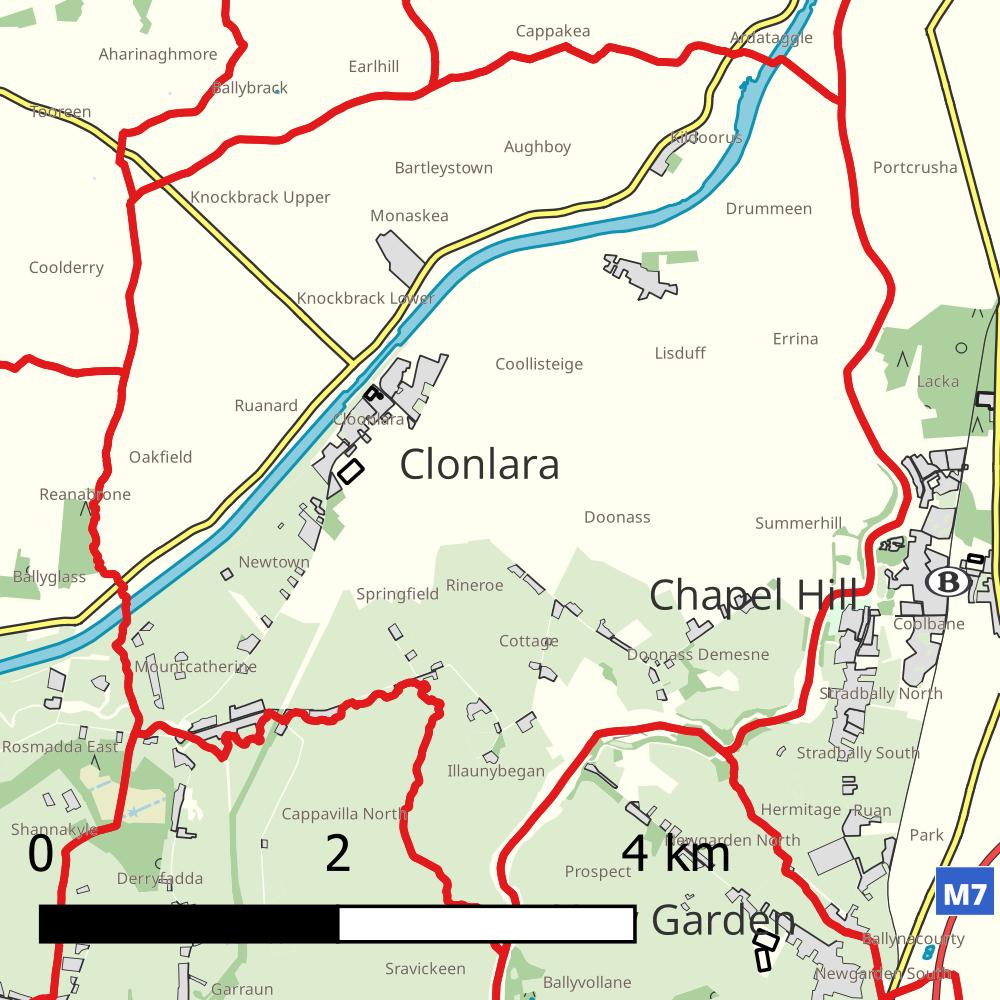 Cappakea
Ardataggle
Aharinaghmore
Earlhill
Ballybrack
Tooreen
Kildoorus
Aughboy
Bartleystown
Portcrusha
Knockbrack Upper
Drummeen
Monaskea
Coolderry
Knockbrack Lower
Errina
Lisduff
Coollisteige
Lacka
Ruanard
Cloonlara
Oakfield
Clonlara
Reanabrone
Doonass
Summerhill
Newtown
Ballyglass
Rineroe
B
Springfield
Chapel Hill
Coolbane
Cottage
Doonass Demesne
Mountcatherine
Stradbally North
Rosmadda East
Stradbally South
Illaunybegan
Cappavilla North
Hermitage
Ruan
Shannakyle
Park
Newgarden North
0 2 4 km
Prospect
Derryfadda
M7
Garden
Ballynacourty
Sravickeen
Newgarden South
Ballyvollane
Garraun